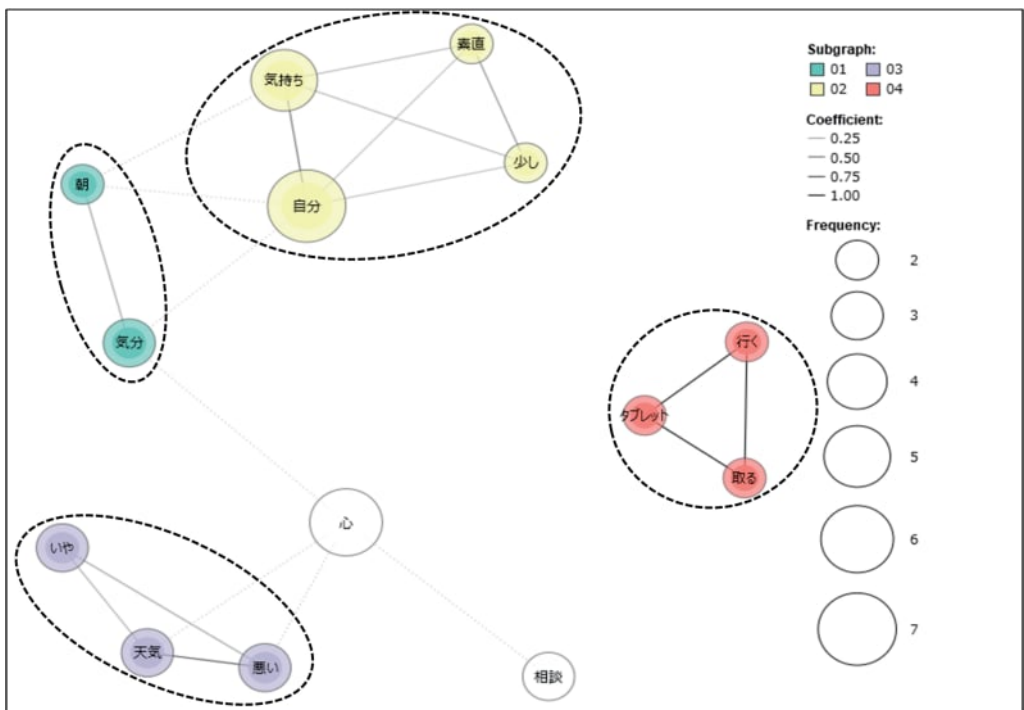 素直
気持ち
少し
自分
朝
気分
行く
タブレット
取る
心
いや
天気
悪い
相談
Subgraph:
01 03
02 04
Coefficient:
0.25
0.50
0.75
1.00
Frequency:
2
3
4
5
6
7